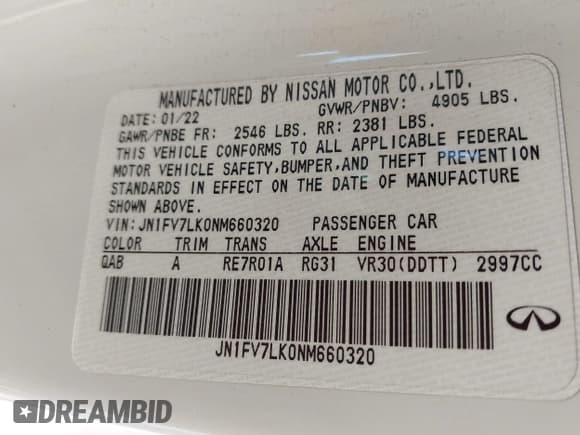 MANUFACTURED BY NISSAN MOTOR CO.,LTD.
DATE: 01/22 GVWR/PNBV: 4905 LBS.
GAWR/PNBE FR: 2546 LBS. RR: 2381 LBS.
THIS VEHICLE CONFORMS TO ALL APPLICABLE FEDERAL
MOTOR VEHICLE SAFETY,BUMPER,AND THEFT PREVENTION
STANDARDS IN EFFECT ON THE DATE OF MANUFACTURE
SHOWN ABOVE.
VIN:JN1FV7LK0NM660320 PASSENGER CAR
COLOR TRIM TRANS AXLE ENGINE
QAB A RE7R01A RG31 VR30(DDTT) 2997CC
JN1FV7LK0NM660320
DREAMBID